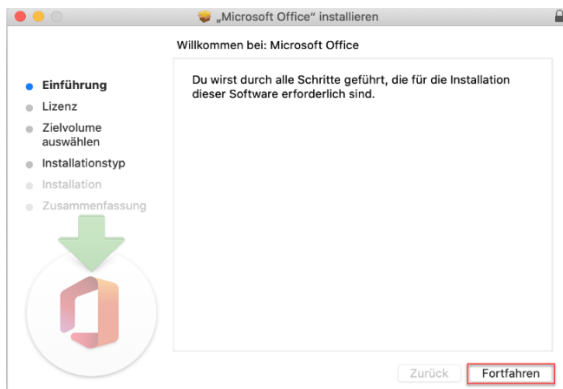 „Microsoft Office“ installieren
Willkommen bei: Microsoft Office
Einführung
Lizenz
Zielvolume
auswählen
Installationstyp
Installation
Zusammenfassung
Du wirst durch alle Schritte geführt, die für die Installation
dieser Software erforderlich sind.
Zurück
Fortfahren